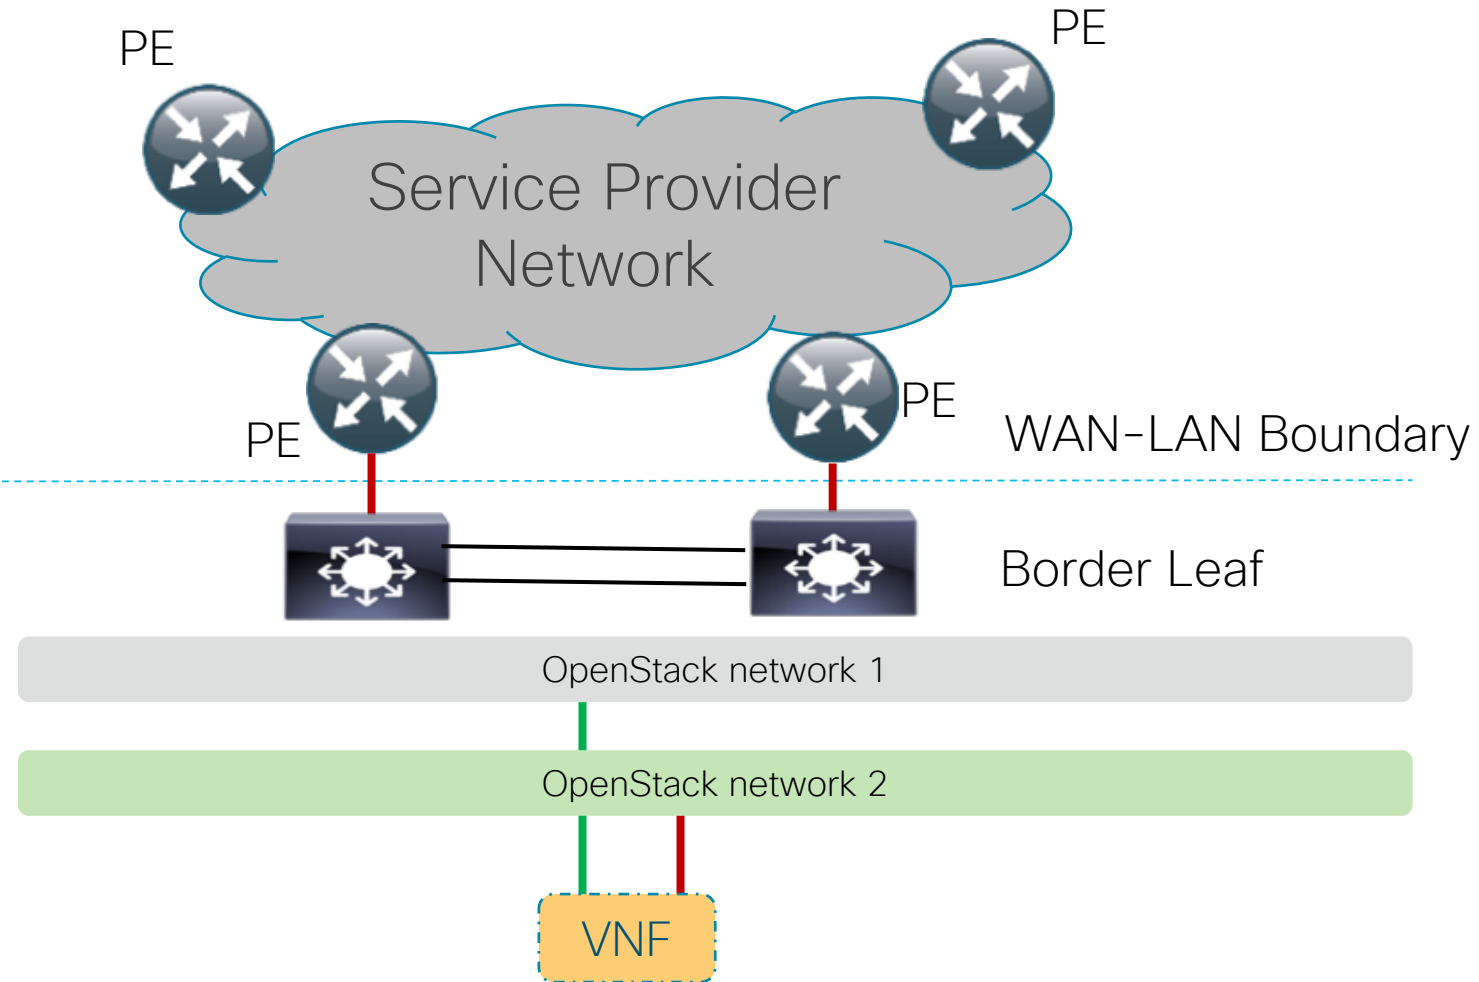 PE
PE
Service Provider
Network
PE
PE
WAN-LAN Boundary
Border Leaf
OpenStack network 1
OpenStack network 2
VNF